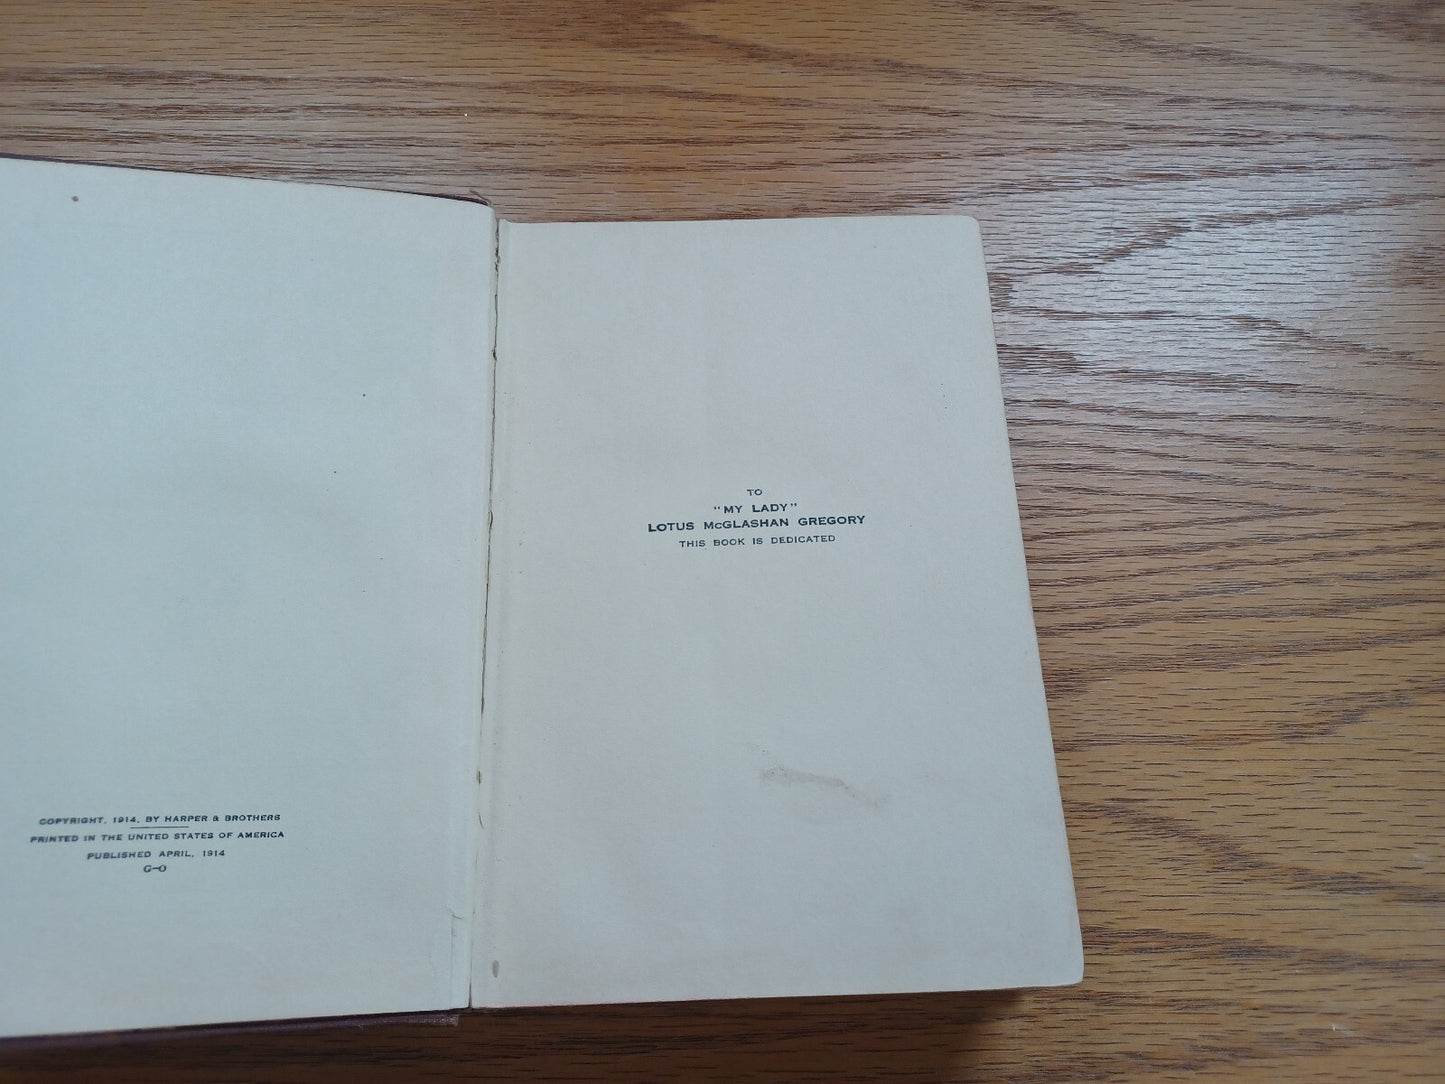 COPYRIGHT, 1914, BY HARPER & BROTHERS
PRINTED IN THE UNITED STATES OF AMERICA
PUBLISHED APRIL, 1914
G-O
TO
"MY LADY"
LOTUS McGLASHAN GREGORY
THIS BOOK IS DEDICATED